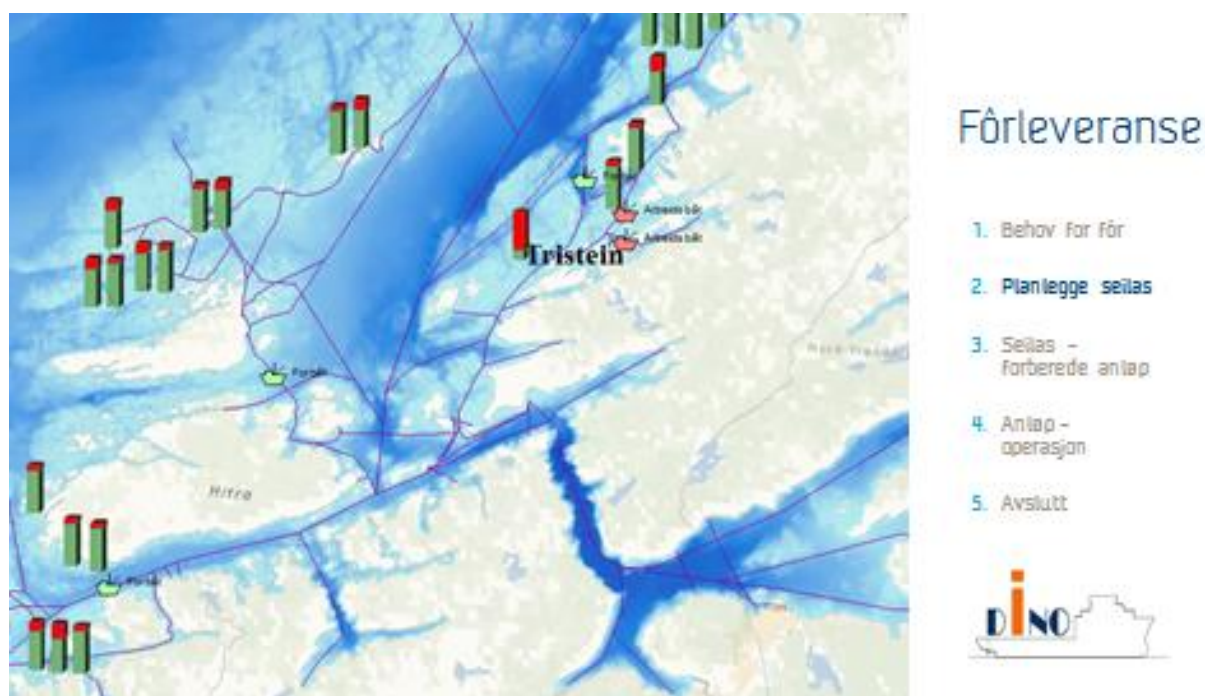 Fôrleveranse
Tristein
Hitra
1. Behov for fôr
2. Planlegge seilas
3. Seilas –
forberede anløp
4. Anløp –
operasjon
5. Avslutt
DiNO